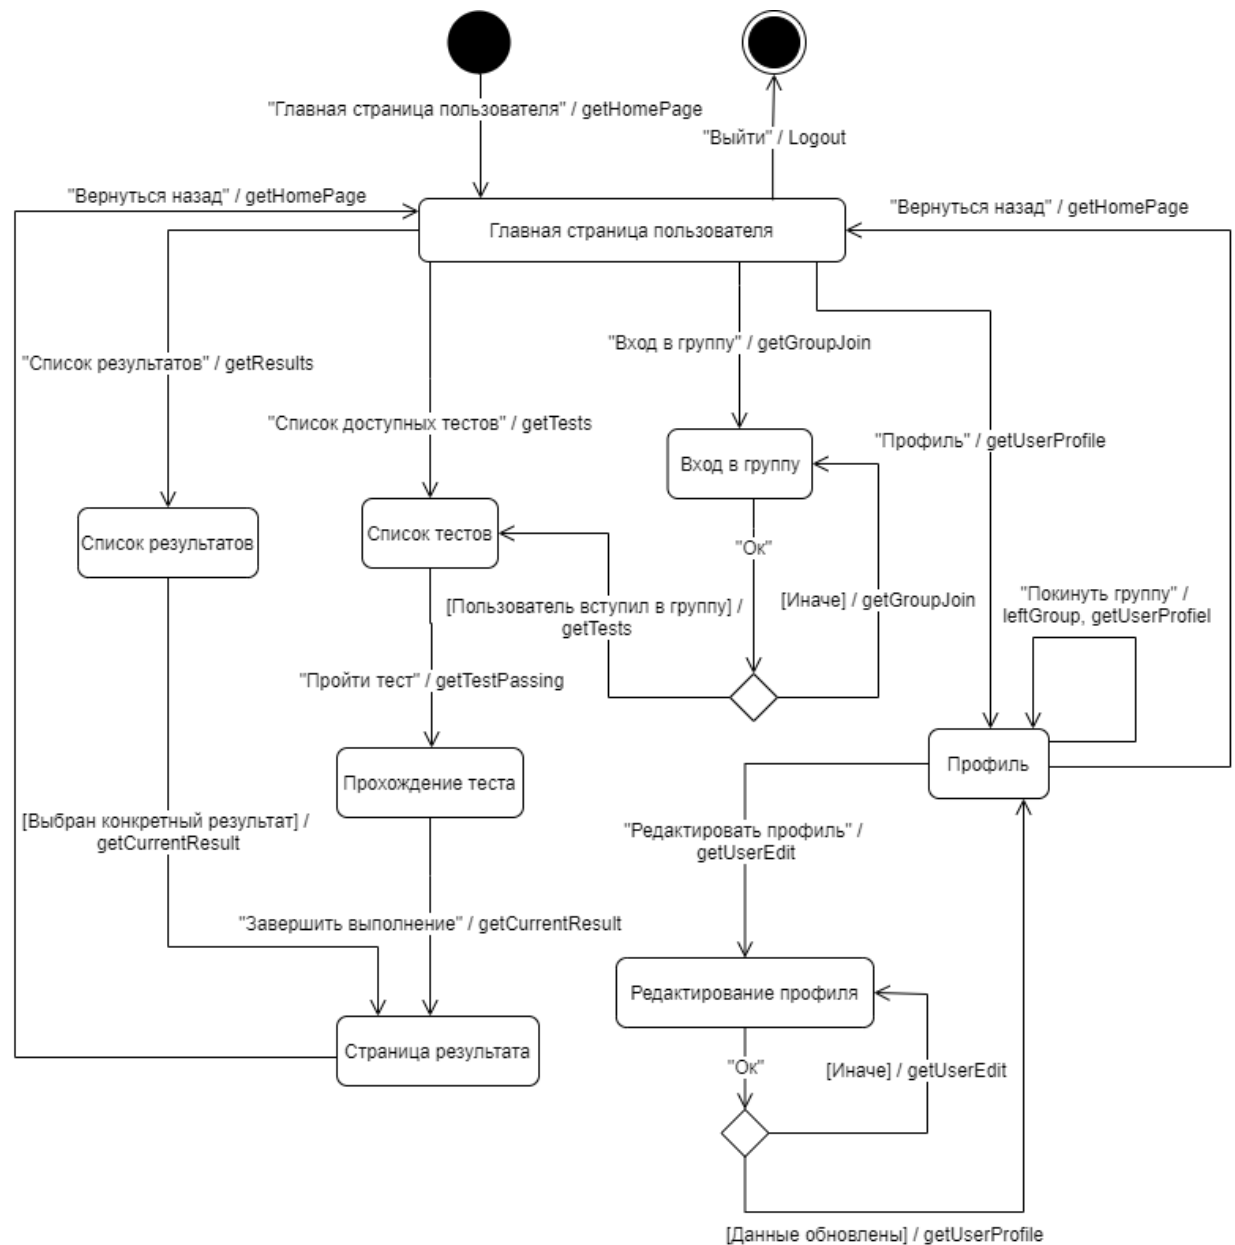 "Главная страница пользователя" / getHomePage
"Выйти" / Logout
"Вернуться назад" / getHomePage
"Вернуться назад" / getHomePage
Главная страница пользователя
"Вход в группу" / getGroupJoin
"Список результатов" / getResults
"Список доступных тестов" / getTests
"Профиль" / getUserProfile
Вход в группу
Список тестов
Список результатов
"Ок"
[Пользователь вступил в группу] /
getTests
[Иначе] / getGroupJoin
"Покинуть группу" /
leftGroup, getUserProfiel
"Пройти тест" / getTestPassing
Профиль
Прохождение теста
[Выбран конкретный результат] /
getCurrentResult
"Редактировать профиль" /
getUserEdit
"Завершить выполнение" / getCurrentResult
Редактирование профиля
Страница результата
"Ок"
[Иначе] / getUserEdit
[Данные обновлены] / getUserProfile